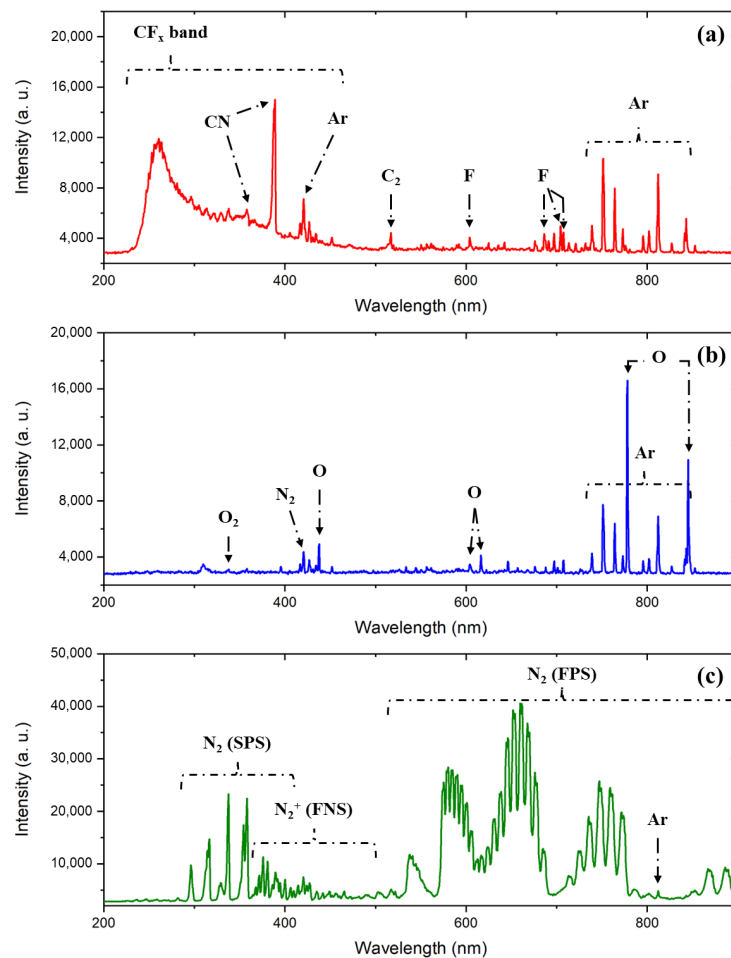 (a)
CFₓ band
CN
Ar
C₂
F
F
Ar
20,000
16,000
12,000
8,000
4,000
Intensity (a. u.)
200
400
600
800
Wavelength (nm)
(b)
O
Ar
O₂
N₂
O
O
20,000
16,000
12,000
8,000
4,000
Intensity (a. u.)
200
400
600
800
Wavelength (nm)
(c)
N₂ (FPS)
N₂ (SPS)
N₂⁺ (FNS)
Ar
50,000
40,000
30,000
20,000
10,000
Intensity (a. u.)
200
400
600
800
Wavelength (nm)